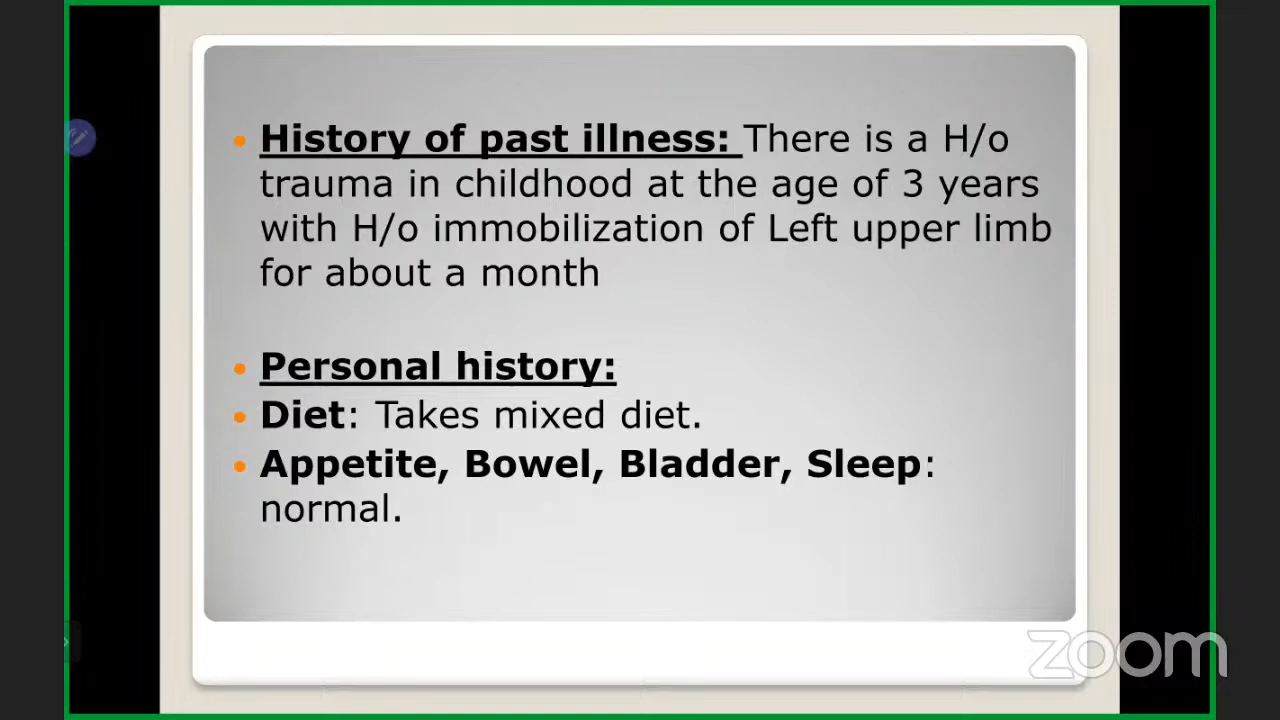 History of past illness: There is a H/o
trauma in childhood at the age of 3 years
with H/o immobilization of Left upper limb
for about a month
Personal history:
Diet: Takes mixed diet.
Appetite, Bowel, Bladder, Sleep:
normal.
zoom